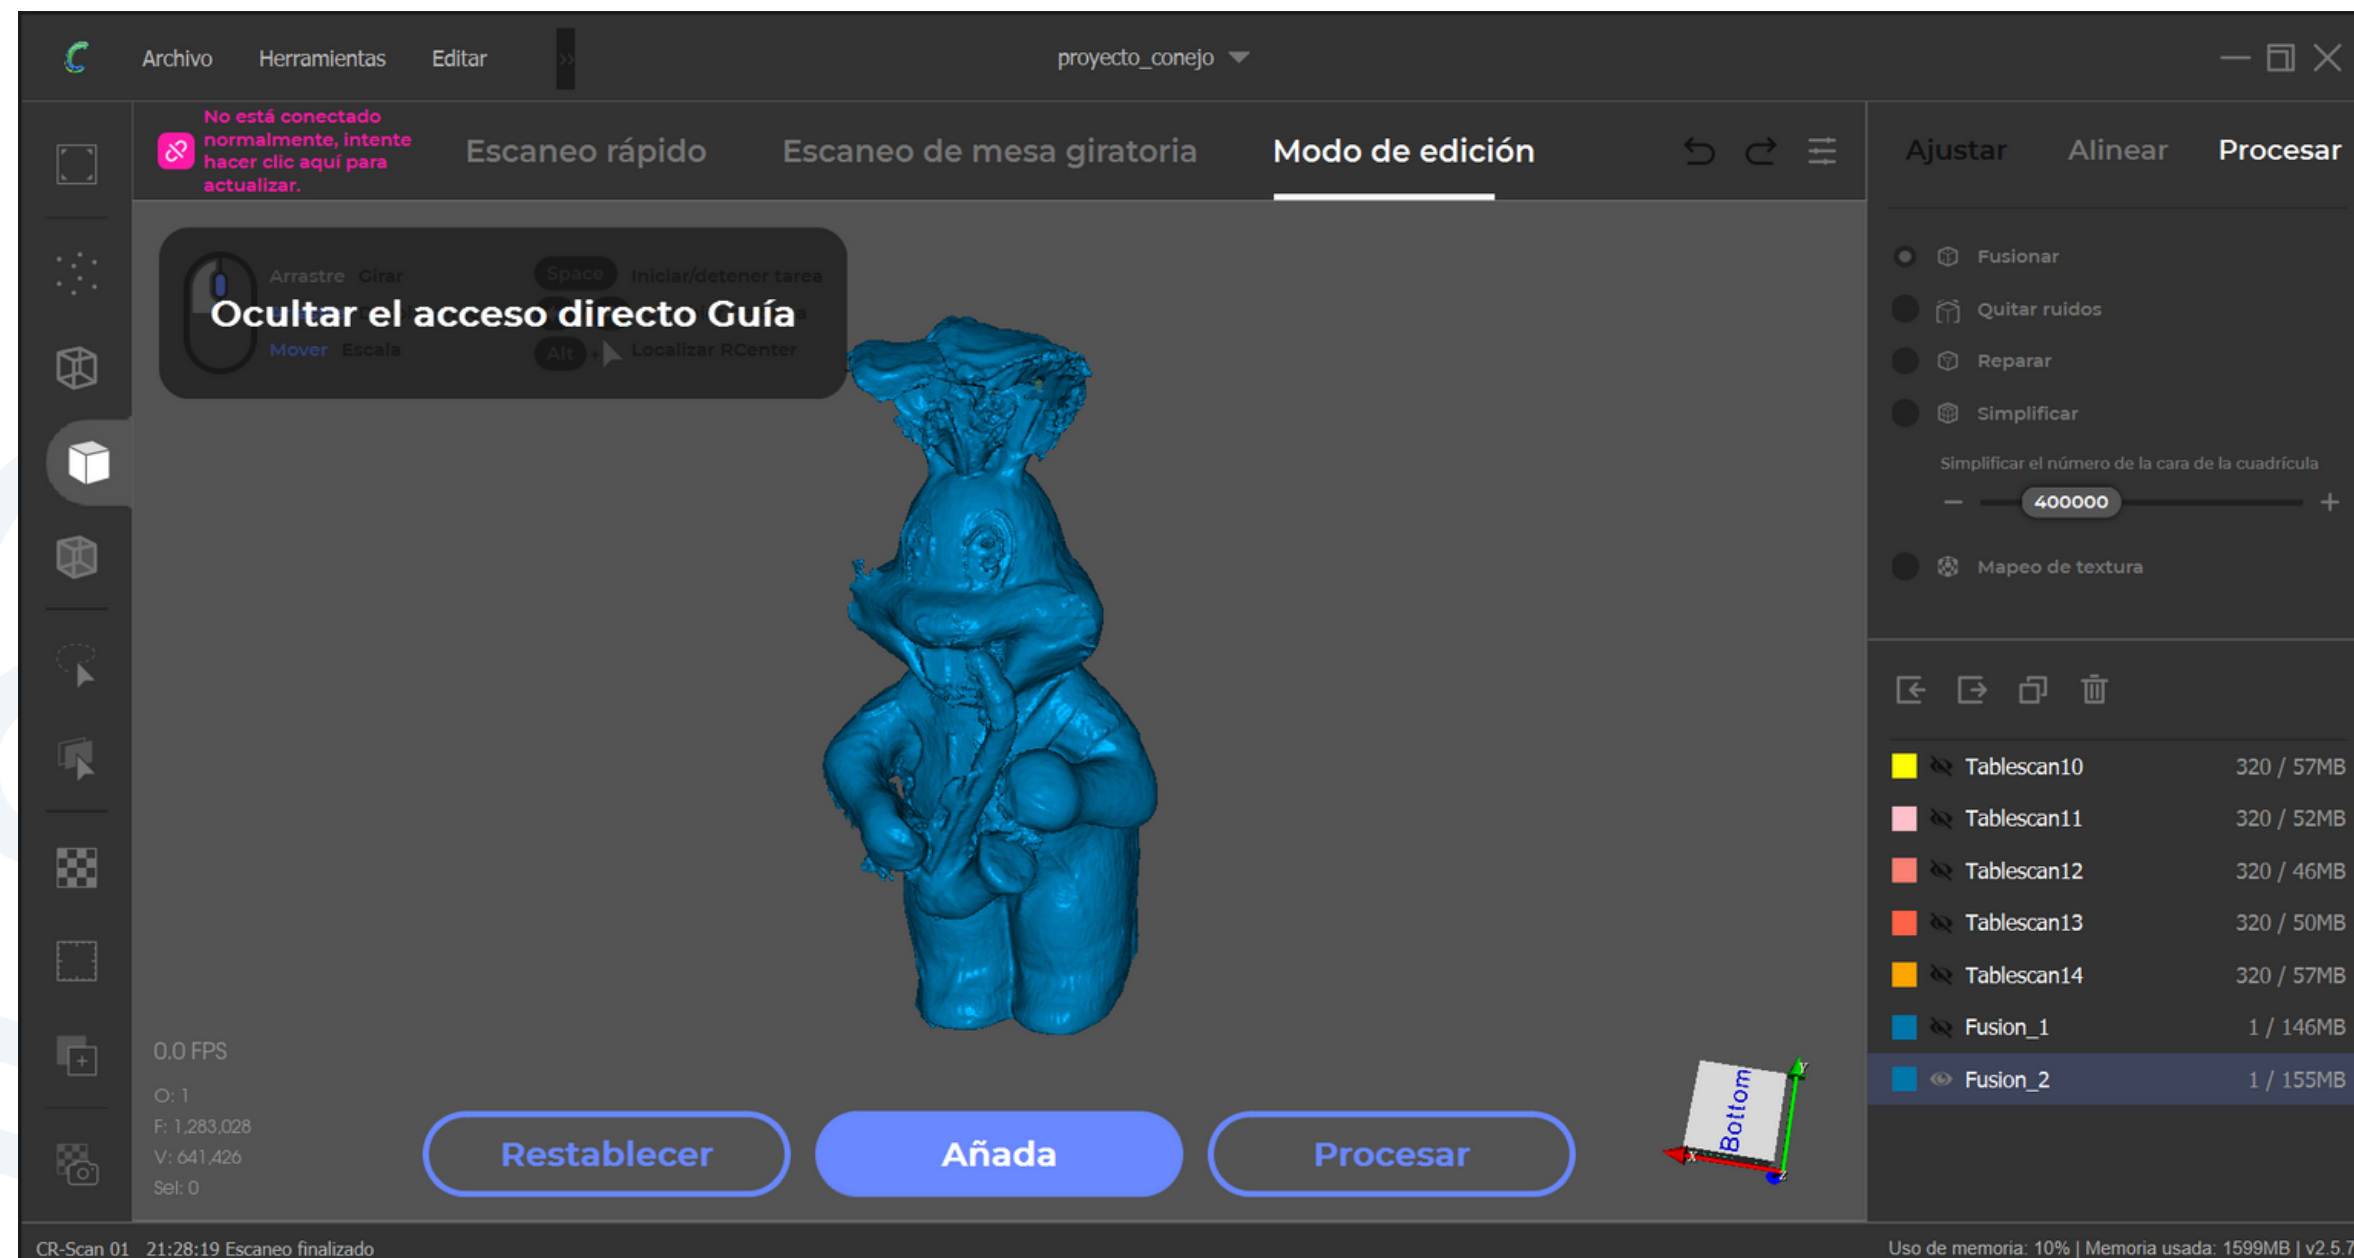 Archivo Herramientas Editar >> proyecto_conejo
No está conectado
normalmente, intente
hacer clic aquí para
actualizar.
Escaneo rápido Escaneo de mesa giratoria Modo de edición
Ajustar Alinear Procesar
Arrastre Girar Space Iniciar/detener tarea
Ocultar el acceso directo Guía
Mover Escala Alt + Localizar RCenter
Fusionar
Quitar ruidos
Reparar
Simplificar
Simplificar el número de la cara de la cuadrícula
− 400000 +
Mapeo de textura
Tablescan10 320 / 57MB
Tablescan11 320 / 52MB
Tablescan12 320 / 46MB
Tablescan13 320 / 50MB
Tablescan14 320 / 57MB
Fusion_1 1 / 146MB
Fusion_2 1 / 155MB
0.0 FPS
O: 1
F: 1,283,028
V: 641,426
Sel: 0
Restablecer Añada Procesar
Bottom
Y
X
Z
CR-Scan 01 21:28:19 Escaneo finalizado
Uso de memoria: 10% | Memoria usada: 1599MB | v2.5.7